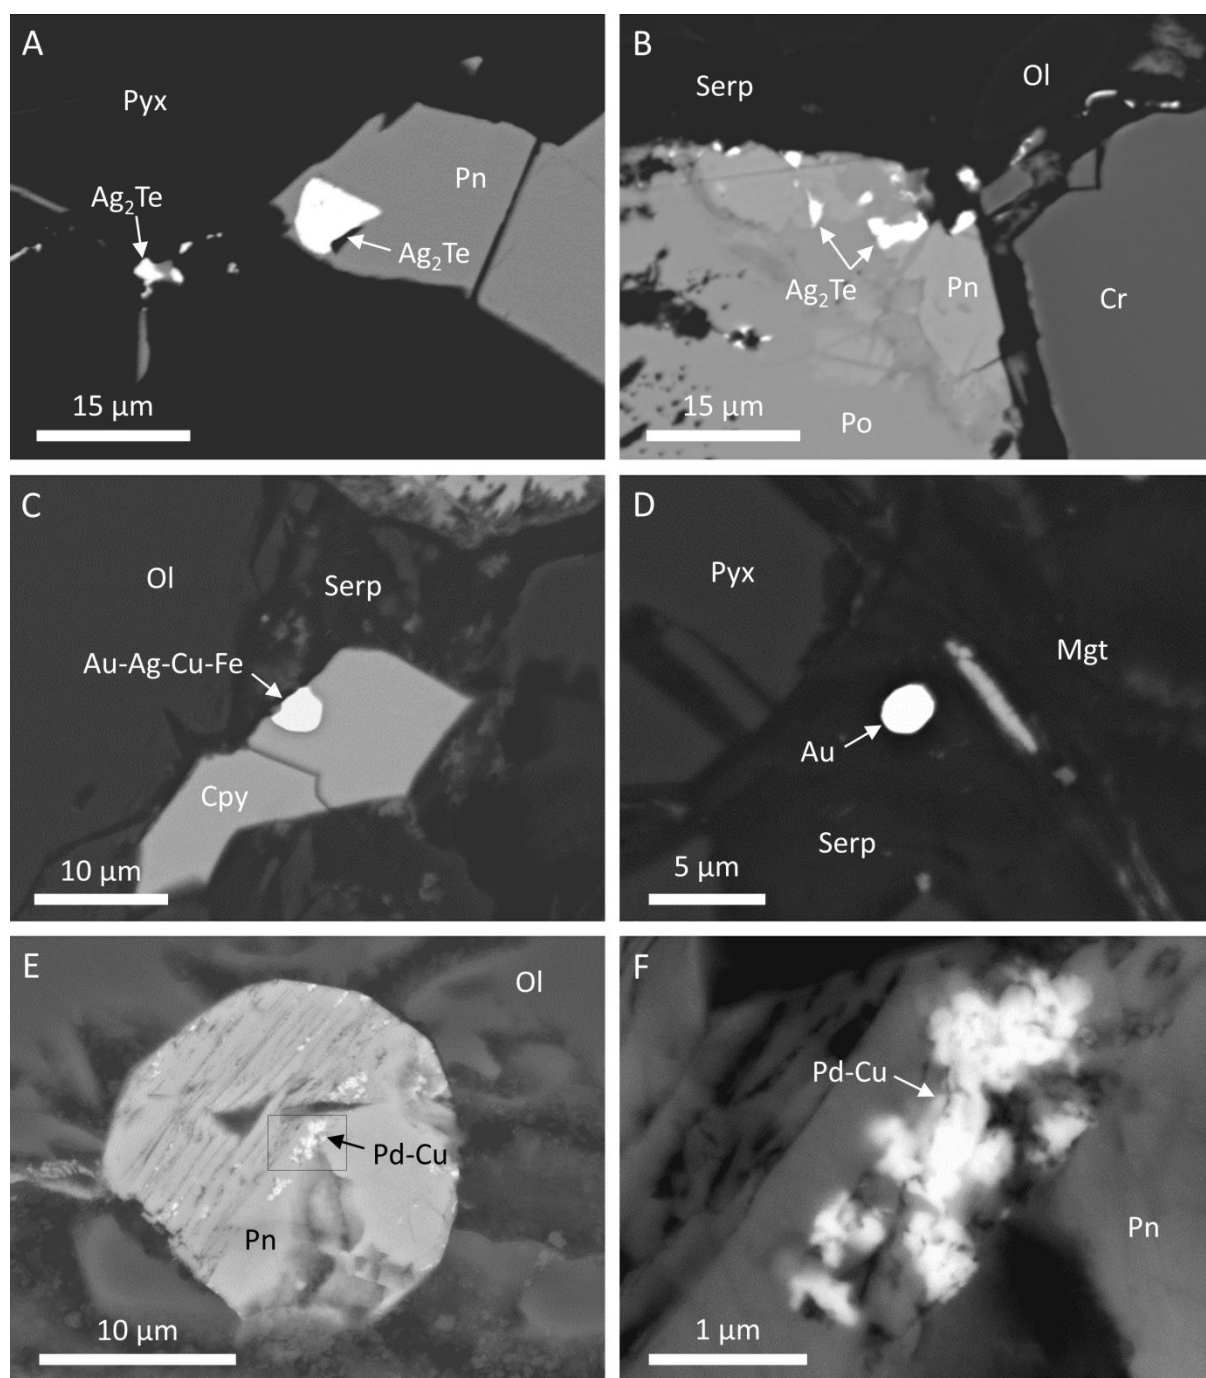 A
Pyx
Pn
Ag₂Te
Ag₂Te
15 μm
B
Serp
Ol
Ag₂Te
Pn
Cr
Po
15 μm
C
Ol
Serp
Au-Ag-Cu-Fe
Cpy
10 μm
D
Pyx
Mgt
Au
Serp
5 μm
E
Ol
Pd-Cu
Pn
10 μm
F
Pd-Cu
Pn
1 μm